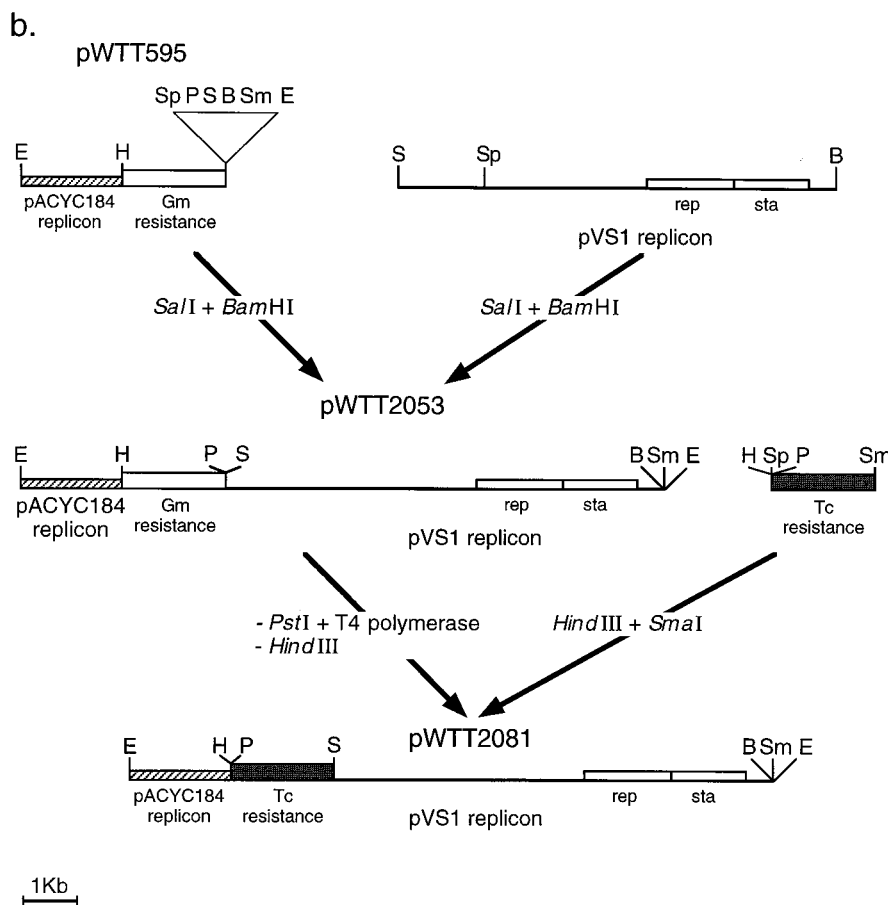 b.
pWTT595
Sp P S B Sm E
E H
pACYC184 replicon
Gm resistance
S Sp B
rep sta
pVS1 replicon
SalI + BamHI
SalI + BamHI
pWTT2053
E H P S B Sm E
pACYC184 replicon
Gm resistance
rep sta
pVS1 replicon
H Sp P Sm
Tc resistance
- PstI + T4 polymerase
- HindIII
HindIII + SmaI
pWTT2081
E H P S B Sm E
pACYC184 replicon
Tc resistance
rep sta
pVS1 replicon
1Kb